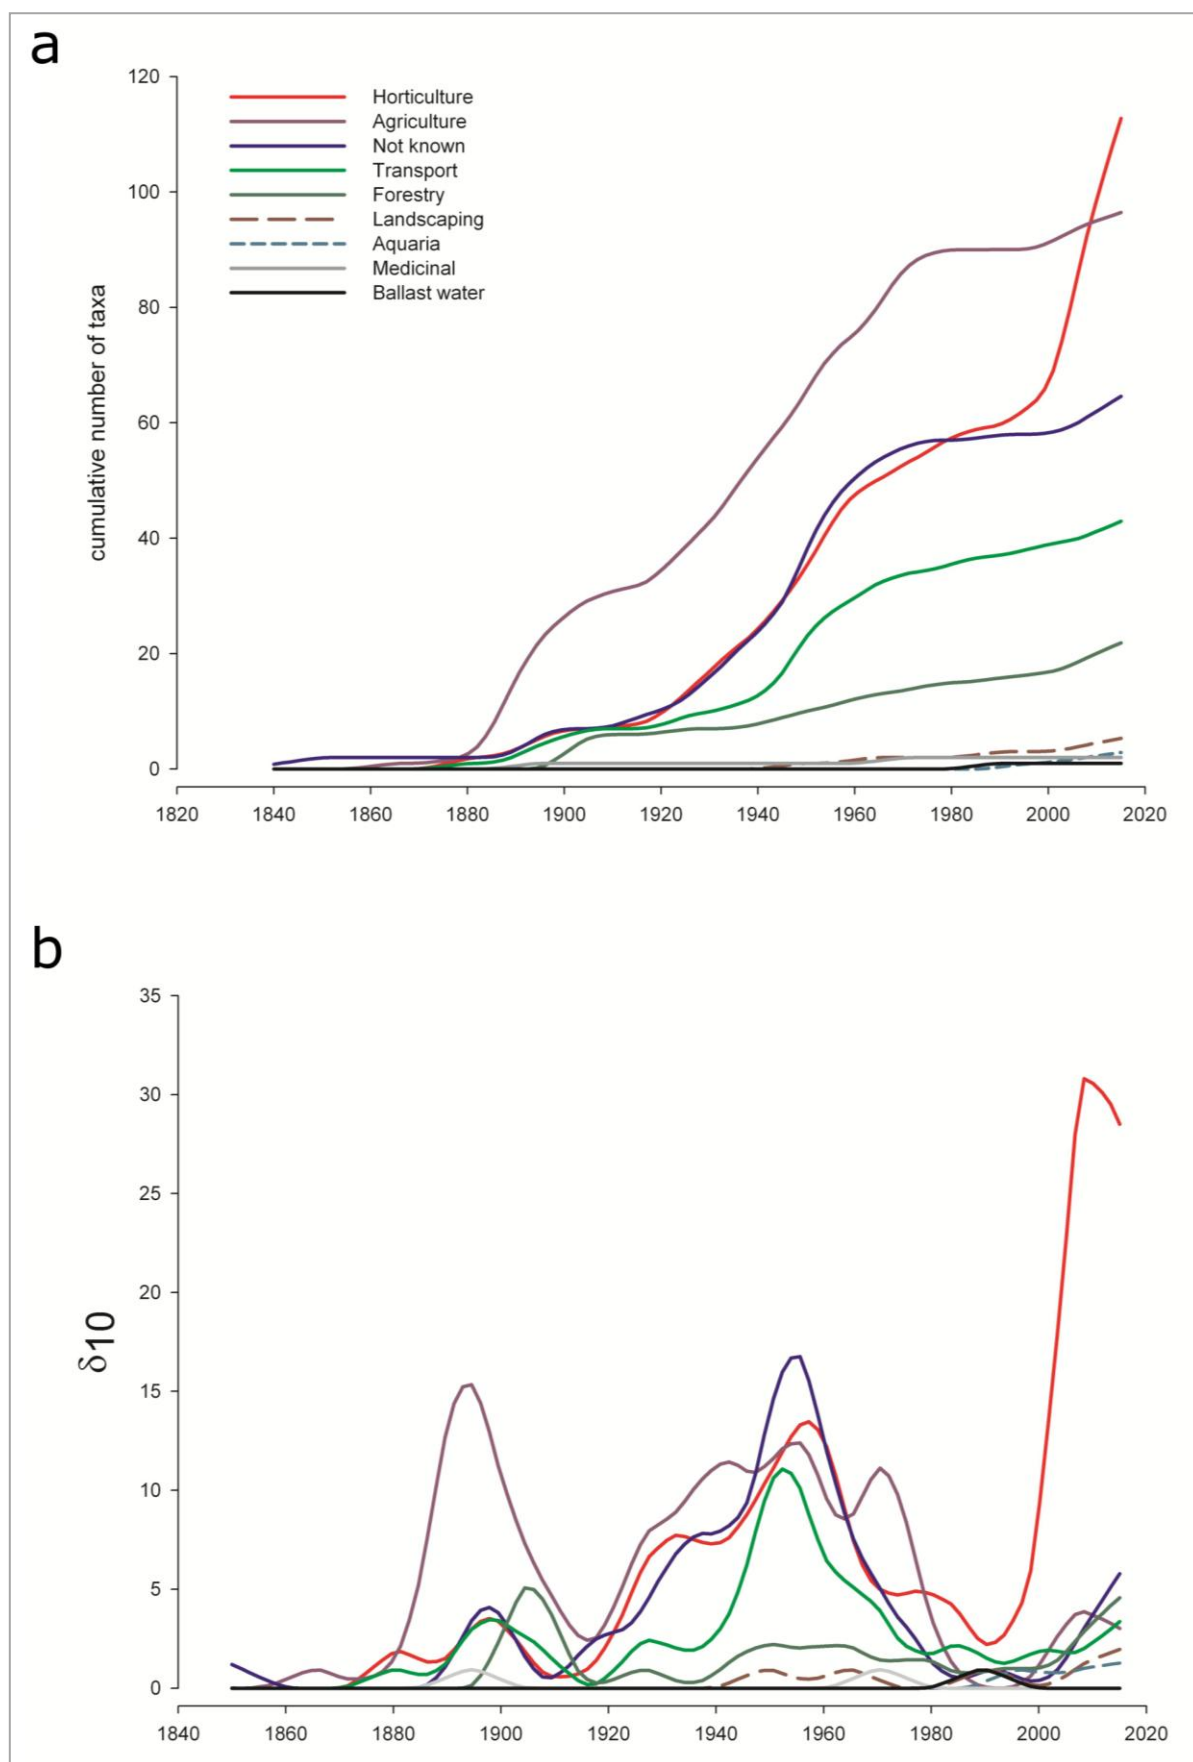 a
120
100
80
60
40
20
0
cumulative number of taxa
Horticulture
Agriculture
Not known
Transport
Forestry
Landscaping
Aquaria
Medicinal
Ballast water
1820 1840 1860 1880 1900 1920 1940 1960 1980 2000 2020
b
35
30
25
20
15
10
5
0
δ10
1840 1860 1880 1900 1920 1940 1960 1980 2000 2020